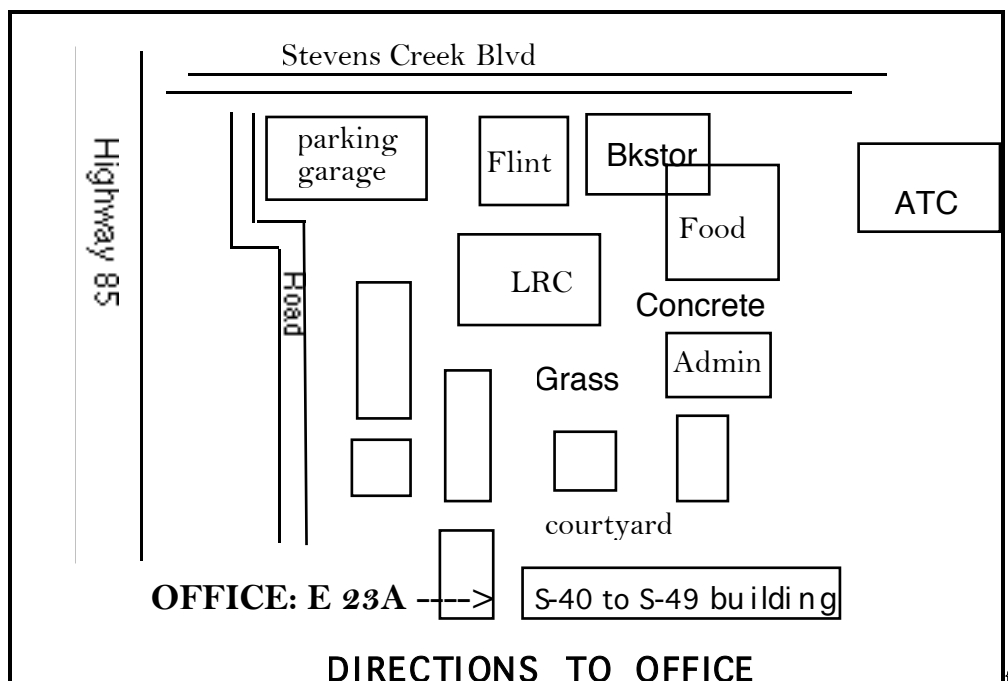 Stevens Creek Blvd
parking
garage
Flint
Bkstor
Food
ATC
Highway 85
Road
LRC
Concrete
Admin
Grass
courtyard
OFFICE: E 23A ---->
S-40 to S-49 building
DIRECTIONS TO OFFICE